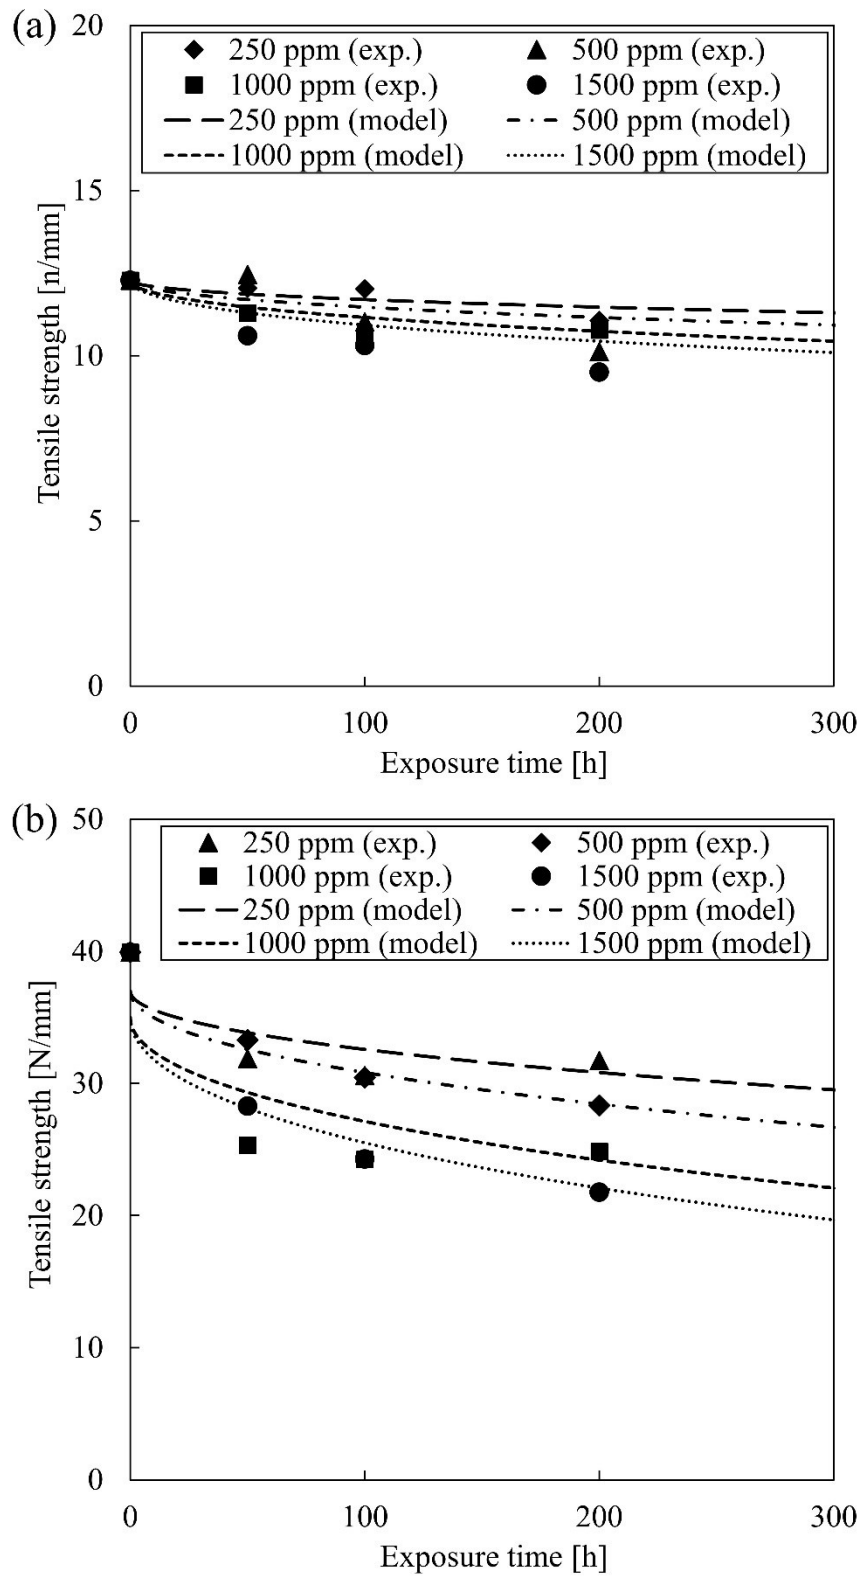 (a)
20
250 ppm (exp.) 500 ppm (exp.)
1000 ppm (exp.) 1500 ppm (exp.)
250 ppm (model) 500 ppm (model)
1000 ppm (model) 1500 ppm (model)
15
10
5
0
Tensile strength [n/mm]
0 100 200 300
Exposure time [h]
(b)
50
250 ppm (exp.) 500 ppm (exp.)
1000 ppm (exp.) 1500 ppm (exp.)
250 ppm (model) 500 ppm (model)
1000 ppm (model) 1500 ppm (model)
40
30
20
10
0
Tensile strength [N/mm]
0 100 200 300
Exposure time [h]